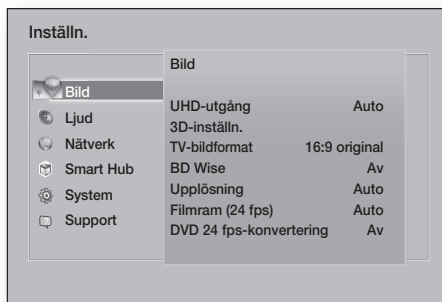 Inställn.
Bild
Ljud
Nätverk
Smart Hub
System
Support
Bild
UHD-utgång Auto
3D-inställn.
TV-bildformat 16:9 original
BD Wise Av
Upplösning Auto
Filmram (24 fps) Auto
DVD 24 fps-konvertering Av